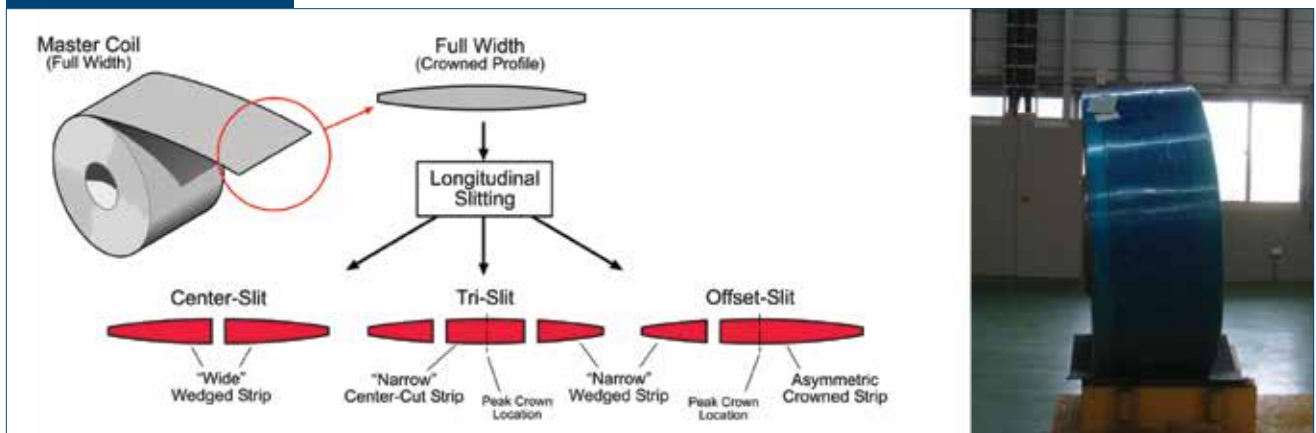 Master Coil
(Full Width)
Full Width
(Crowned Profile)
Longitudinal
Slitting
Center-Slit
Tri-Slit
Offset-Slit
"Wide"
Wedged Strip
"Narrow"
Center-Cut Strip
Peak Crown
Location
"Narrow"
Wedged Strip
Peak Crown
Location
Asymmetric
Crowned Strip